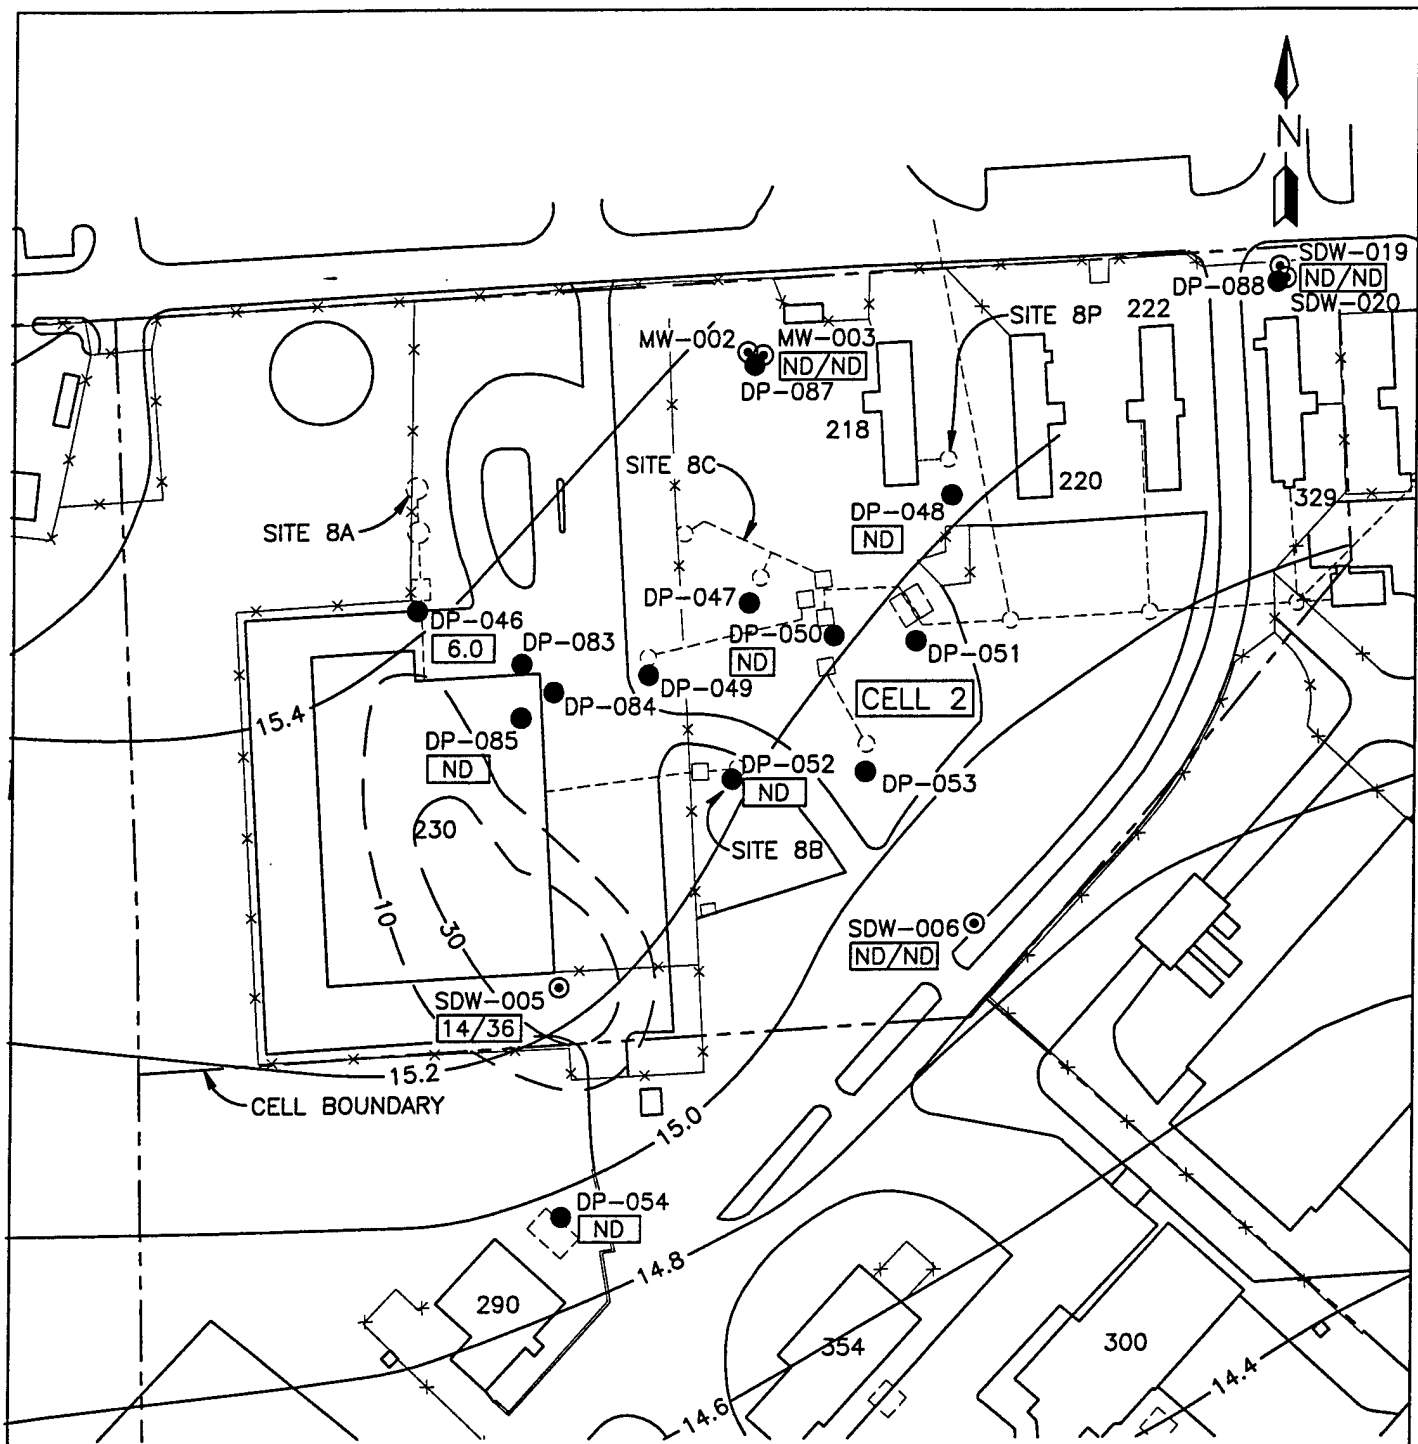 N
SDW-019
ND/ND
DP-088
SDW-020
SITE 8P
222
MW-002
MW-003
ND/ND
DP-087
218
SITE 8C
220
329
DP-048
ND
SITE 8A
DP-047
DP-046
6.0
DP-083
DP-050
ND
DP-051
DP-049
CELL 2
DP-084
15.4
DP-085
ND
DP-052
ND
DP-053
230
SITE 8B
10
30
SDW-006
ND/ND
SDW-005
14/36
15.2
CELL BOUNDARY
15.0
DP-054
ND
14.8
290
354
300
14.6
14.4